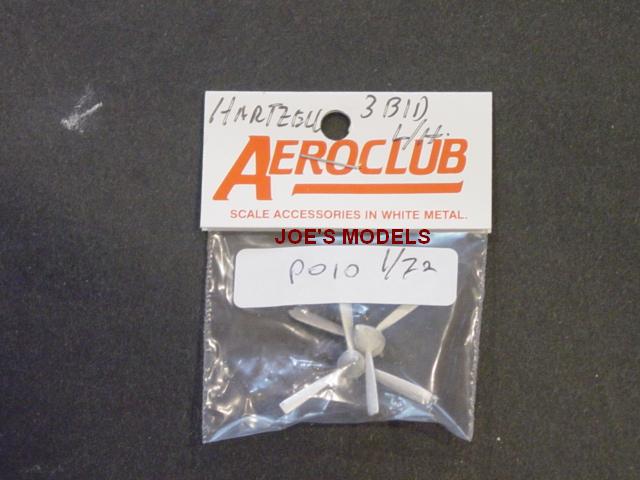 HARTZELL 3 BLD
L/H.
AEROCLUB
SCALE ACCESSORIES IN WHITE METAL.
JOE'S MODELS
P010 1/72